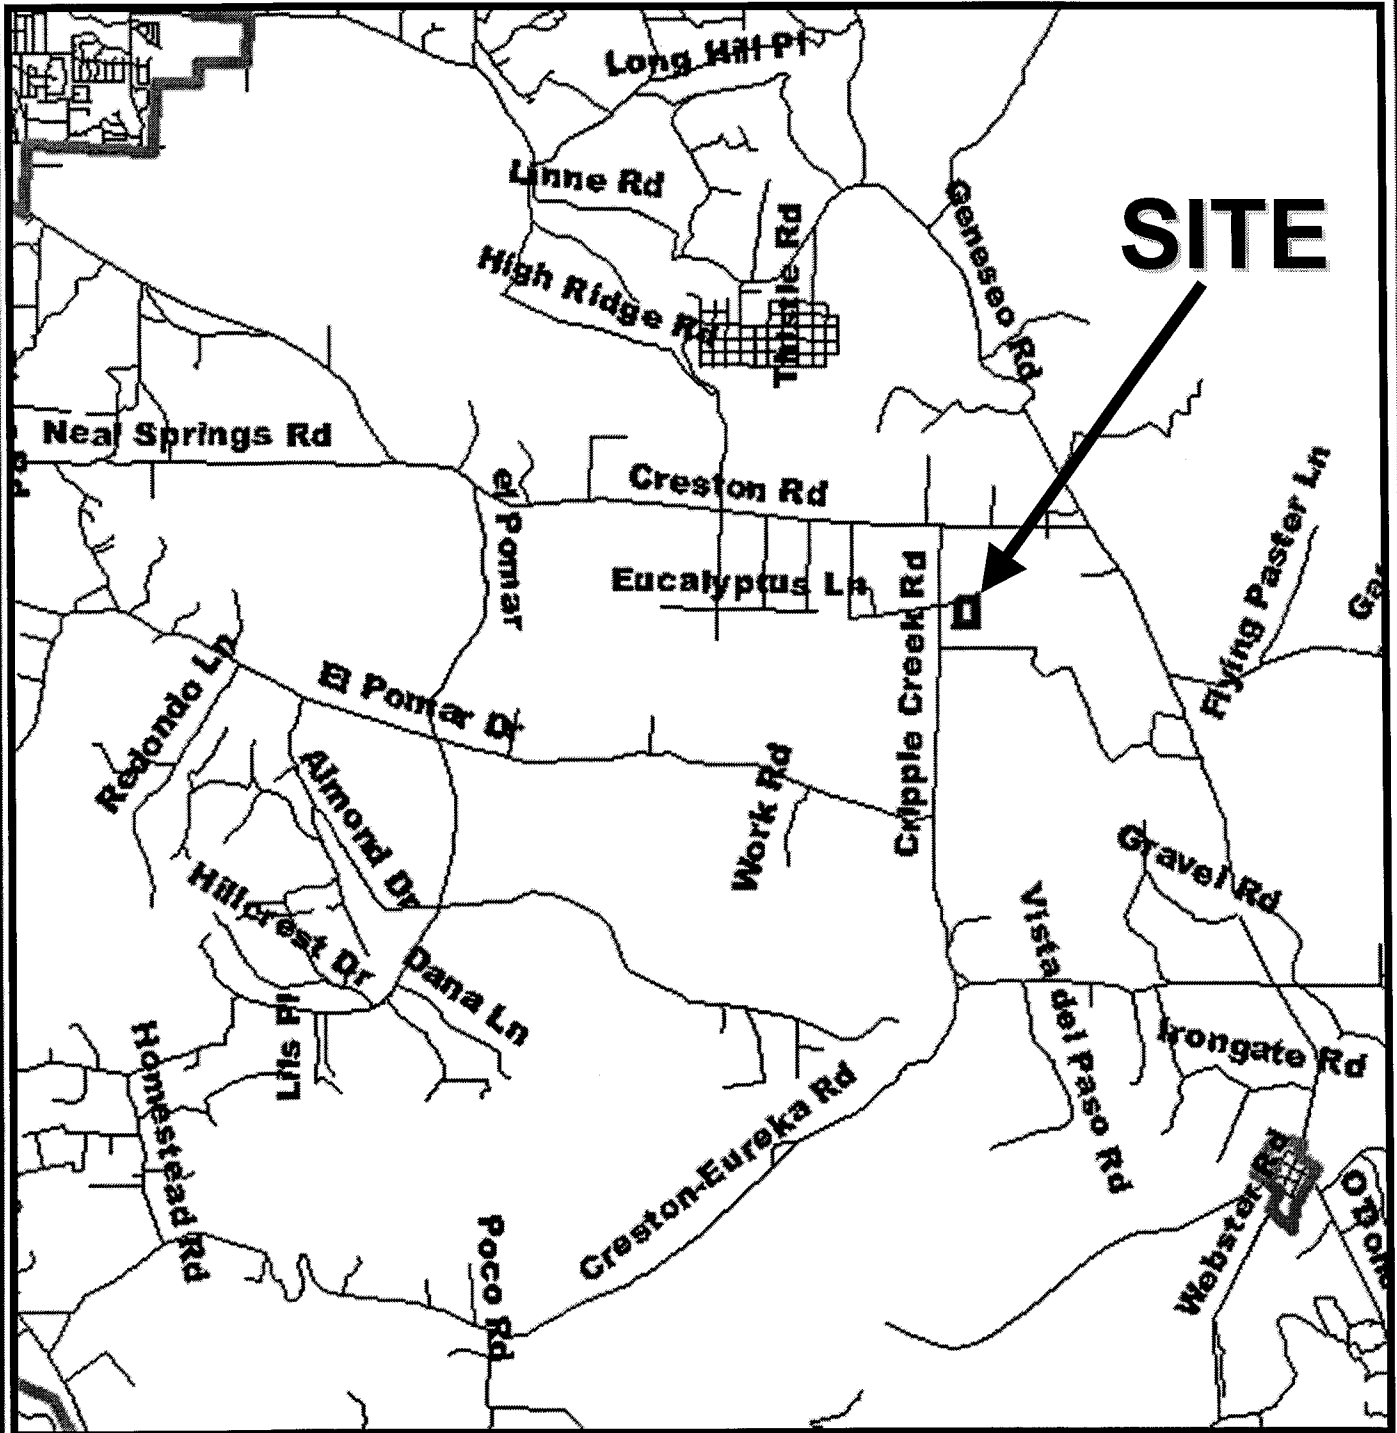 Long Hill Pl
Linne Rd
Geneseo Rd
SITE
Thistle Rd
High Ridge Rd
Neal Springs Rd
el Pomar
Creston Rd
Flying Paster Ln
Eucalyptus Ln
Cripple Creek Rd
Redondo Ln
El Pomar Dr
Almond Dr
Work Rd
Gravel Rd
Hillcrest Dr
Vista del Paso Rd
Dana Ln
Lils Pl
Irongate Rd
Homestead Rd
Creston-Eureka Rd
Webster Rd
Poco Rd